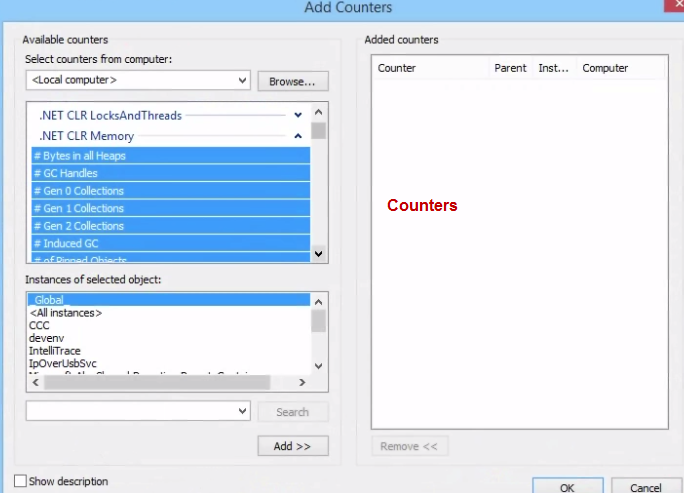 Add Counters
Available counters
Select counters from computer:
<Local computer>
Browse...
.NET CLR LocksAndThreads
.NET CLR Memory
# Bytes in all Heaps
# GC Handles
# Gen 0 Collections
# Gen 1 Collections
# Gen 2 Collections
# Induced GC
# of Pinned Objects
Instances of selected object:
_Global_
<All instances>
CCC
devenv
IntelliTrace
IpOverUsbSvc
Search
Add >>
Show description
Added counters
Counter Parent Inst... Computer
Counters
Remove <<
OK Cancel